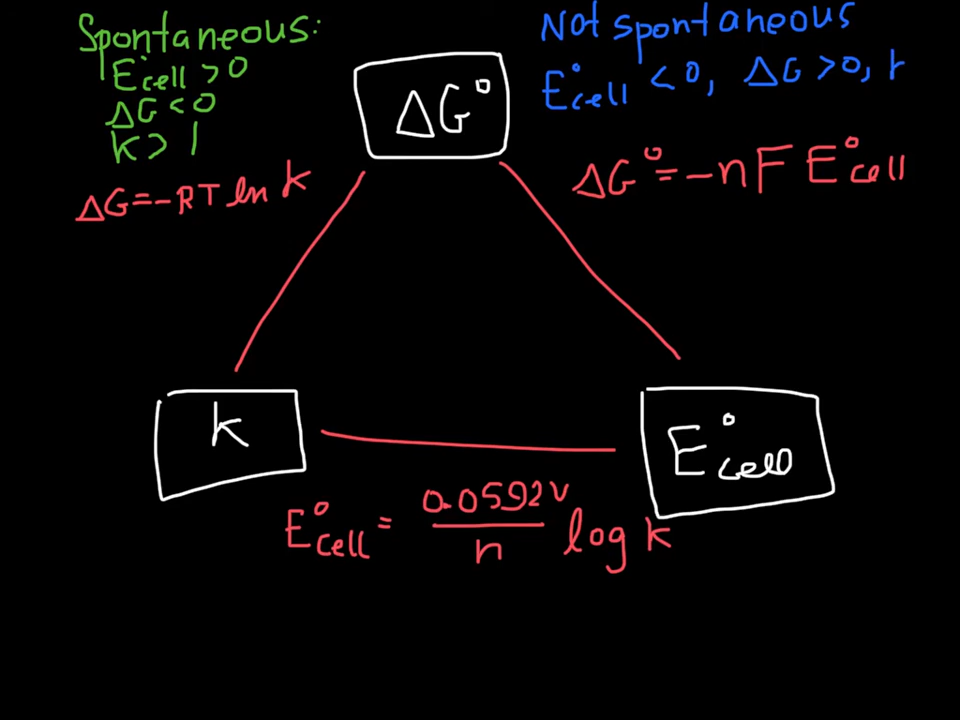 Spontaneous:
E°cell > 0
ΔG < 0
K > 1
ΔG = -RT ln K
Not spontaneous
E°cell < 0, ΔG > 0,
ΔG° = -nFE°cell
ΔG°
K
E°cell
E°cell = 0.0592V/n log K